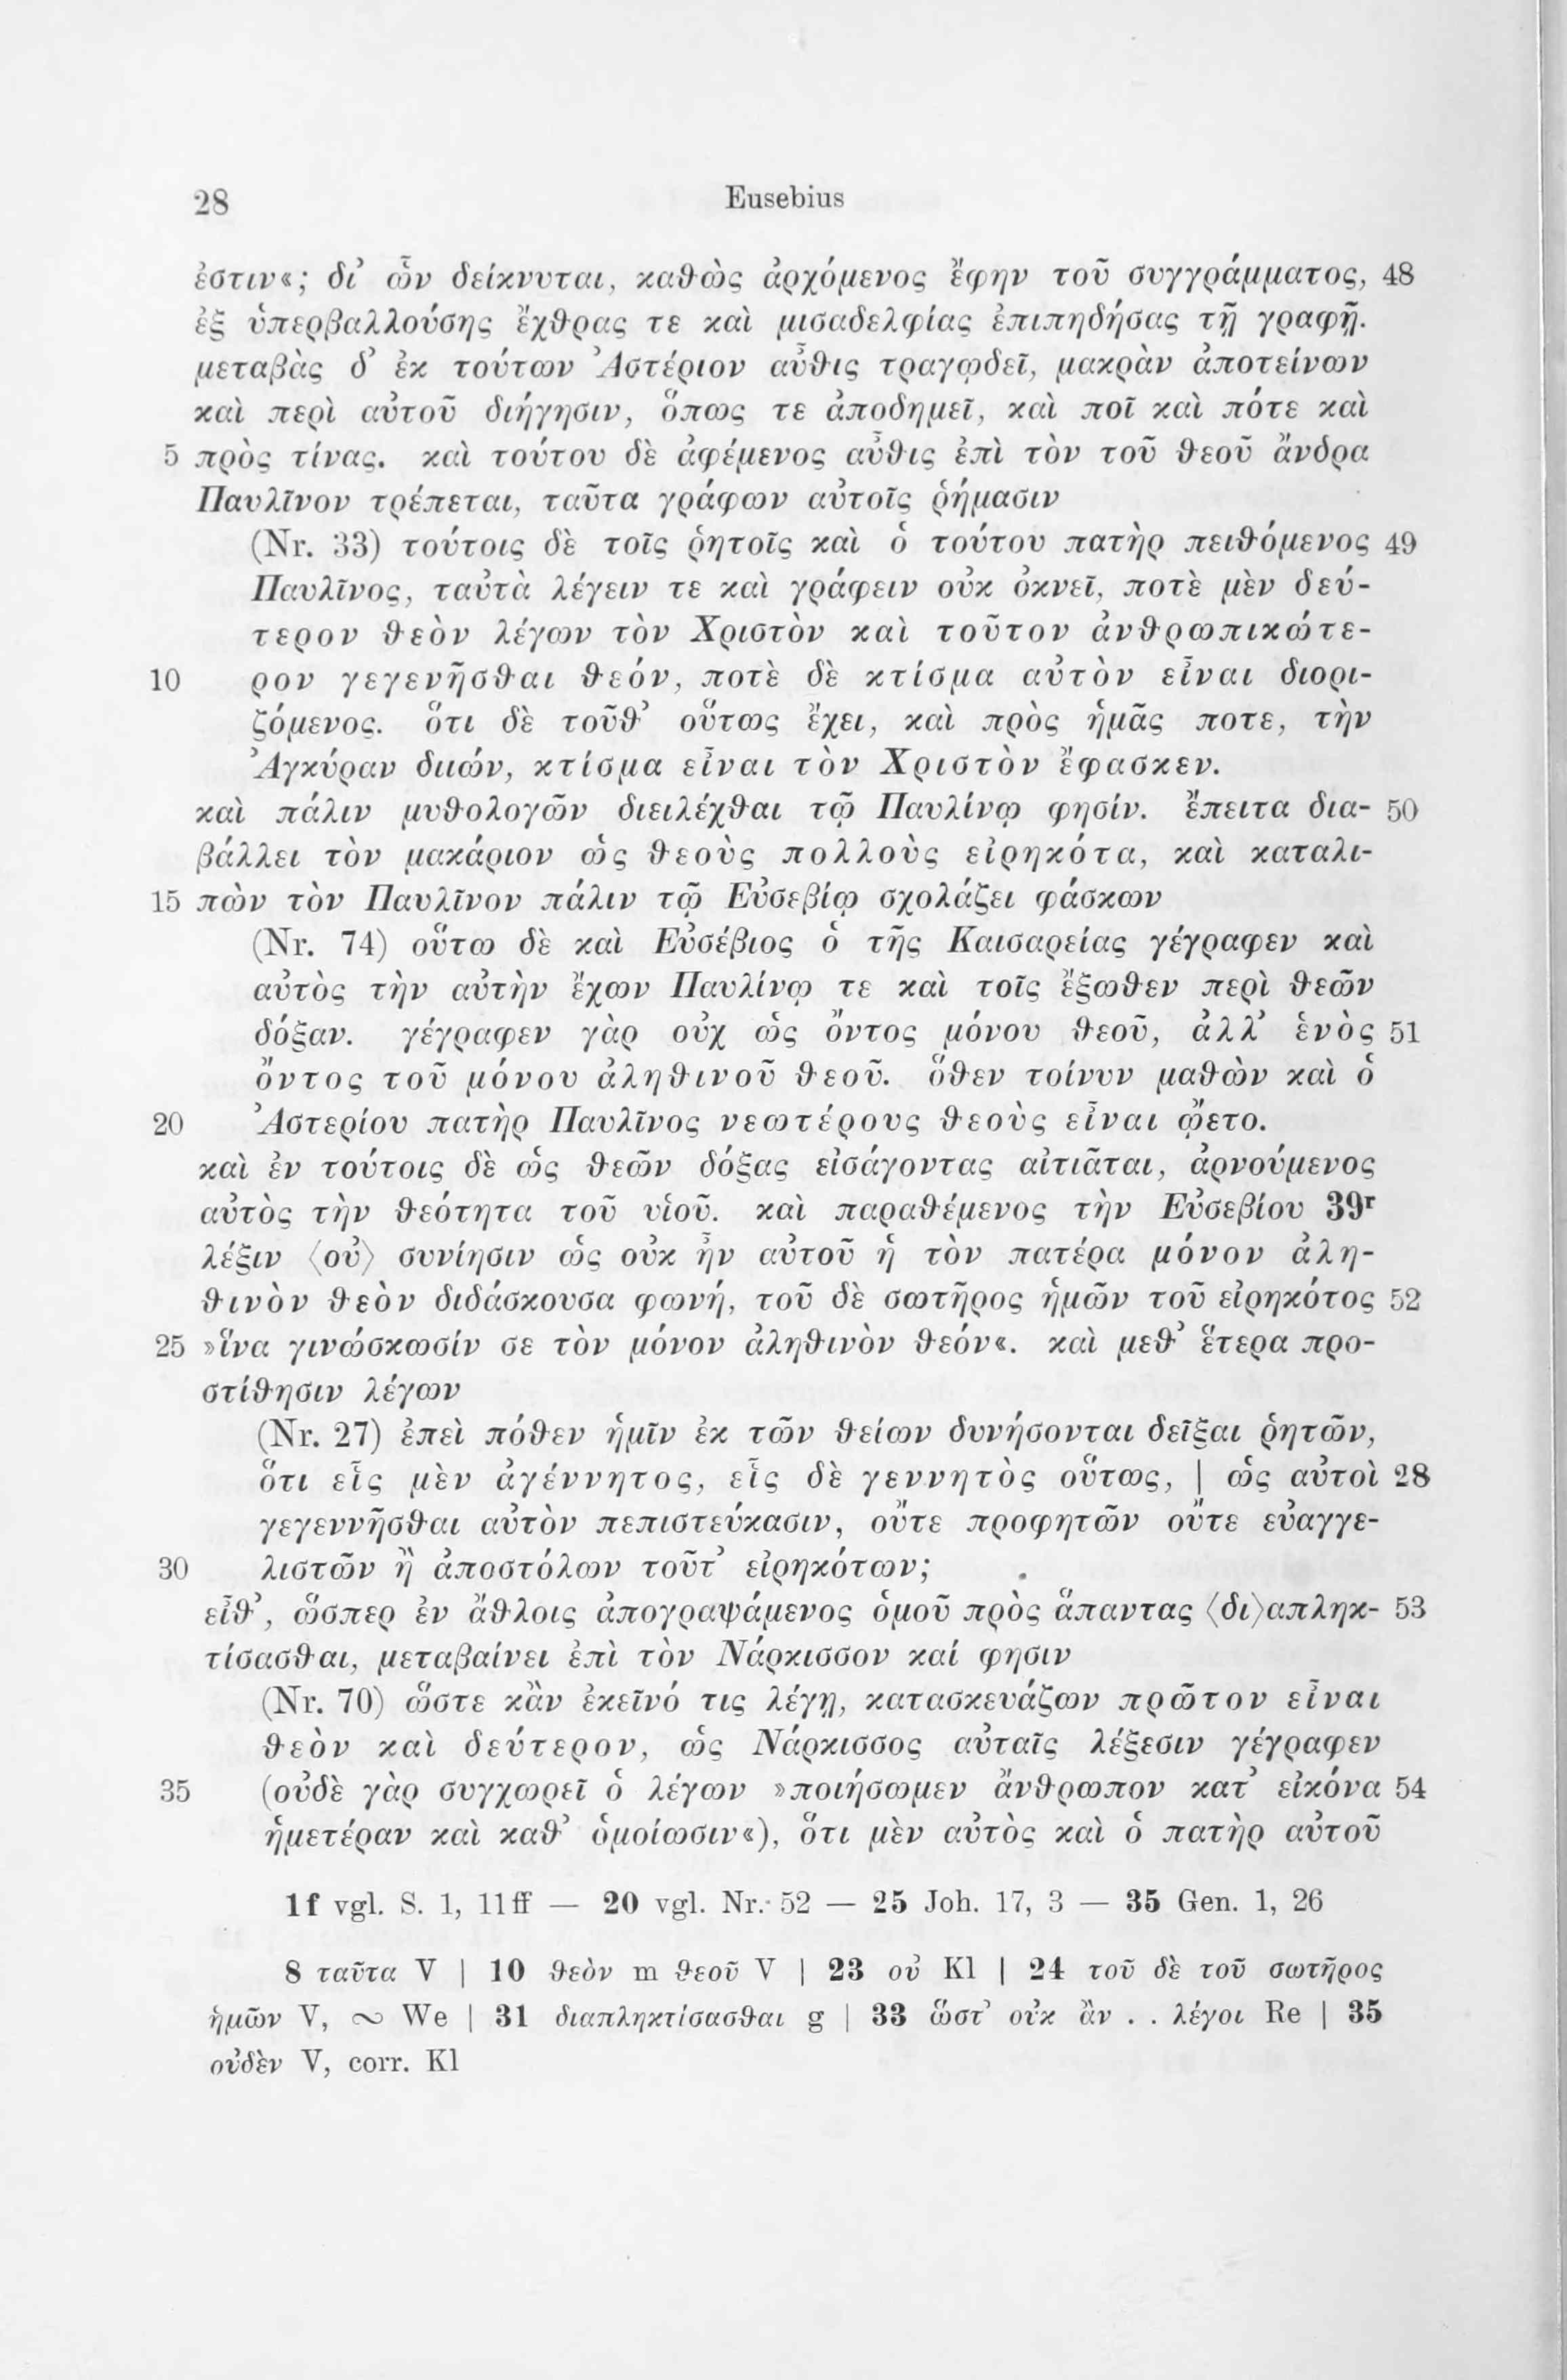 28 Eusebius
ἐστιν«; δι᾽ ὧν δείκνυται, καθὼς ἀρχόμενος ἔφην τοῦ συγγράμματος, 48
ἐξ ὑπερβαλλούσης ἔχθρας τε καὶ μισαδελφίας ἐπιπηδήσας τῇ γραφῇ.
μεταβὰς δ᾽ ἐκ τούτων Ἀστέριον αὖθις τραγῳδεῖ, μακρὰν ἀποτείνων
καὶ περὶ αὐτοῦ διήγησιν, ὅπως τε ἀποδημεῖ, καὶ ποῖ καὶ πότε καὶ
5 πρὸς τίνας. καὶ τούτου δὲ ἀφέμενος αὖθις ἐπὶ τὸν τοῦ θεοῦ ἄνδρα
Παυλῖνον τρέπεται, ταῦτα γράφων αὐτοῖς ῥήμασιν
(Nr. 33) τούτοις δὲ τοῖς ῥητοῖς καὶ ὁ τούτου πατὴρ πειθόμενος 49
Παυλῖνος, ταὐτὰ λέγειν τε καὶ γράφειν οὐκ ὀκνεῖ, ποτὲ μὲν δεύ-
τερον θεὸν λέγων τὸν Χριστὸν καὶ τοῦτον ἀνθρωπικώτε-
10 ρον γεγενῆσθαι θεόν, ποτὲ δὲ κτίσμα αὐτὸν εἶναι διορι-
ζόμενος. ὅτι δὲ τοῦθ᾽ οὕτως ἔχει, καὶ πρὸς ἡμᾶς ποτε, τὴν
Ἀγκύραν διιών, κτίσμα εἶναι τὸν Χριστὸν ἔφασκεν.
καὶ πάλιν μυθολογῶν διειλέχθαι τῷ Παυλίνῳ φησίν. ἔπειτα δια- 50
βάλλει τὸν μακάριον ὡς θεοὺς πολλοὺς εἰρηκότα, καὶ καταλι-
15 πὼν τὸν Παυλῖνον πάλιν τῷ Εὐσεβίῳ σχολάζει φάσκων
(Nr. 74) οὕτω δὲ καὶ Εὐσέβιος ὁ τῆς Καισαρείας γέγραφεν καὶ
αὐτὸς τὴν αὐτὴν ἔχων Παυλίνῳ τε καὶ τοῖς ἔξωθεν περὶ θεῶν
δόξαν. γέγραφεν γὰρ οὐχ ὡς ὄντος μόνου θεοῦ, ἀλλ᾽ ἑνὸς 51
ὄντος τοῦ μόνου ἀληθινοῦ θεοῦ. ὅθεν τοίνυν μαθὼν καὶ ὁ
20 Ἀστερίου πατὴρ Παυλῖνος νεωτέρους θεοὺς εἶναι ᾤετο.
καὶ ἐν τούτοις δὲ ὡς θεῶν δόξας εἰσάγοντας αἰτιᾶται, ἀρνούμενος
αὐτὸς τὴν θεότητα τοῦ υἱοῦ. καὶ παραθέμενος τὴν Εὐσεβίου 39r
λέξιν ⟨οὐ⟩ συνίησιν ὡς οὐκ ἦν αὐτοῦ ἡ τὸν πατέρα μόνον ἀλη-
θινὸν θεὸν διδάσκουσα φωνή, τοῦ δὲ σωτῆρος ἡμῶν τοῦ εἰρηκότος 52
25 »ἵνα γινώσκωσίν σε τὸν μόνον ἀληθινὸν θεόν«. καὶ μεθ᾽ ἕτερα προ-
στίθησιν λέγων
(Nr. 27) ἐπεὶ πόθεν ἡμῖν ἐκ τῶν θείων δυνήσονται δεῖξαι ῥητῶν,
ὅτι εἷς μὲν ἀγέννητος, εἷς δὲ γεννητὸς οὕτως, | ὡς αὐτοὶ 28
γεγεννῆσθαι αὐτὸν πεπιστεύκασιν, οὔτε προφητῶν οὔτε εὐαγγε-
30 λιστῶν ἢ ἀποστόλων τοῦτ᾽ εἰρηκότων;
εἶθ᾽, ὥσπερ ἐν ἄθλοις ἀπογραψάμενος ὁμοῦ πρὸς ἅπαντας ⟨δι⟩απληκ- 53
τίσασθαι, μεταβαίνει ἐπὶ τὸν Νάρκισσον καί φησιν
(Nr. 70) ὥστε κἂν ἐκεῖνό τις λέγῃ, κατασκευάζων πρῶτον εἶναι
θεὸν καὶ δεύτερον, ὡς Νάρκισσος αὐταῖς λέξεσιν γέγραφεν
35 (οὐδὲ γὰρ συγχωρεῖ ὁ λέγων »ποιήσωμεν ἄνθρωπον κατ᾽ εἰκόνα 54
ἡμετέραν καὶ καθ᾽ ὁμοίωσιν«), ὅτι μὲν αὐτὸς καὶ ὁ πατὴρ αὐτοῦ
1f vgl. S. 1, 11ff — 20 vgl. Nr. 52 — 25 Joh. 17, 3 — 35 Gen. 1, 26
8 ταῦτα V | 10 θεὸν m θεοῦ V | 23 οὐ Kl | 24 τοῦ δὲ τοῦ σωτῆρος
ἡμῶν V, ∾ We | 31 διαπληκτίσασθαι g | 33 ὥστ᾽ οὐκ ἂν . . λέγοι Re | 35
οὐδὲν V, corr. Kl